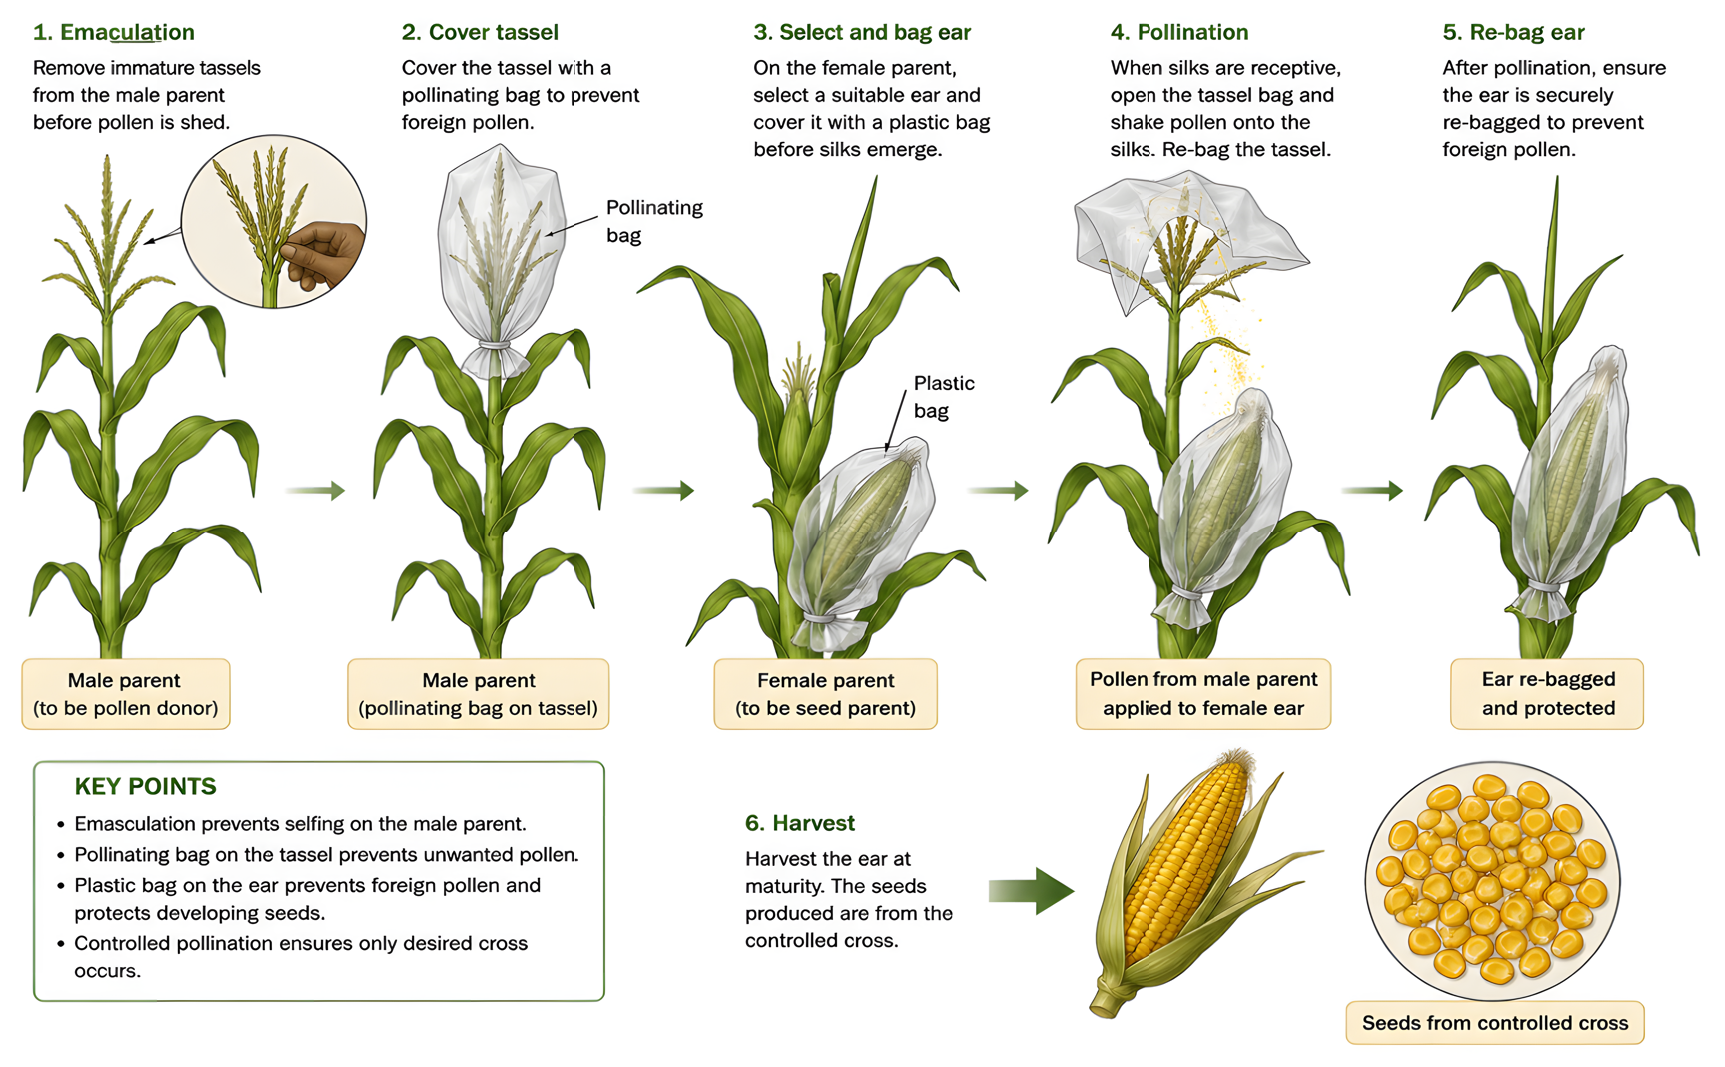 1. Emaculation
Remove immature tassels
from the male parent
before pollen is shed.
2. Cover tassel
Cover the tassel with a
pollinating bag to prevent
foreign pollen.
Pollinating
bag
3. Select and bag ear
On the female parent,
select a suitable ear and
cover it with a plastic bag
before silks emerge.
Plastic
bag
4. Pollination
When silks are receptive,
open the tassel bag and
shake pollen onto the
silks. Re-bag the tassel.
5. Re-bag ear
After pollination, ensure
the ear is securely
re-bagged to prevent
foreign pollen.
Male parent
(to be pollen donor)
Male parent
(pollinating bag on tassel)
Female parent
(to be seed parent)
Pollen from male parent
applied to female ear
Ear re-bagged
and protected
KEY POINTS
• Emasculation prevents selfing on the male parent.
• Pollinating bag on the tassel prevents unwanted pollen.
• Plastic bag on the ear prevents foreign pollen and
protects developing seeds.
• Controlled pollination ensures only desired cross
occurs.
6. Harvest
Harvest the ear at
maturity. The seeds
produced are from the
controlled cross.
Seeds from controlled cross